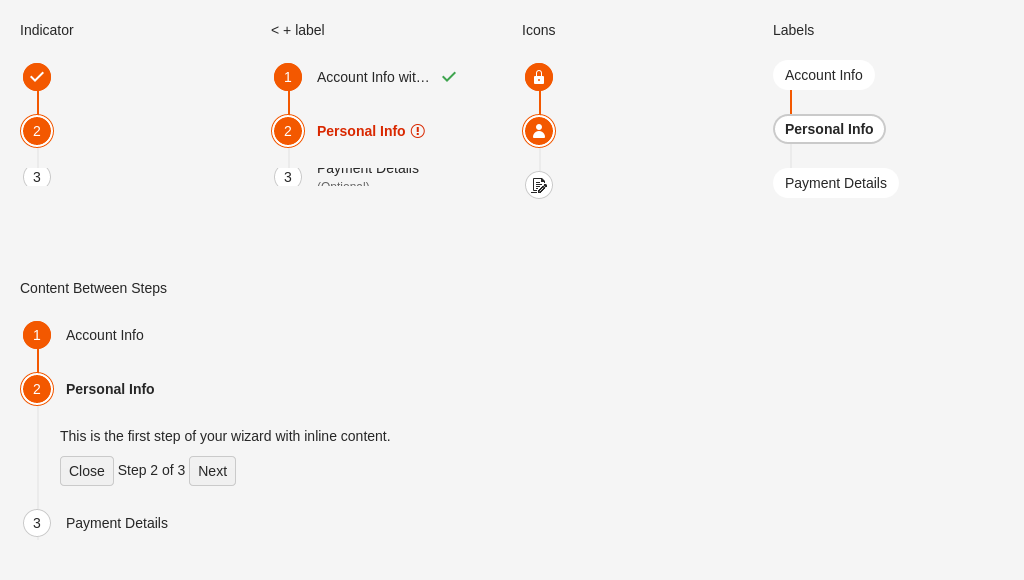 Indicator
< + label
Icons
Labels
1
Account Info wit...
Account Info
2
2
Personal Info
Personal Info
3
3
Payment Details
(Optional)
Payment Details
Content Between Steps
1
Account Info
2
Personal Info
This is the first step of your wizard with inline content.
Close Step 2 of 3 Next
3
Payment Details